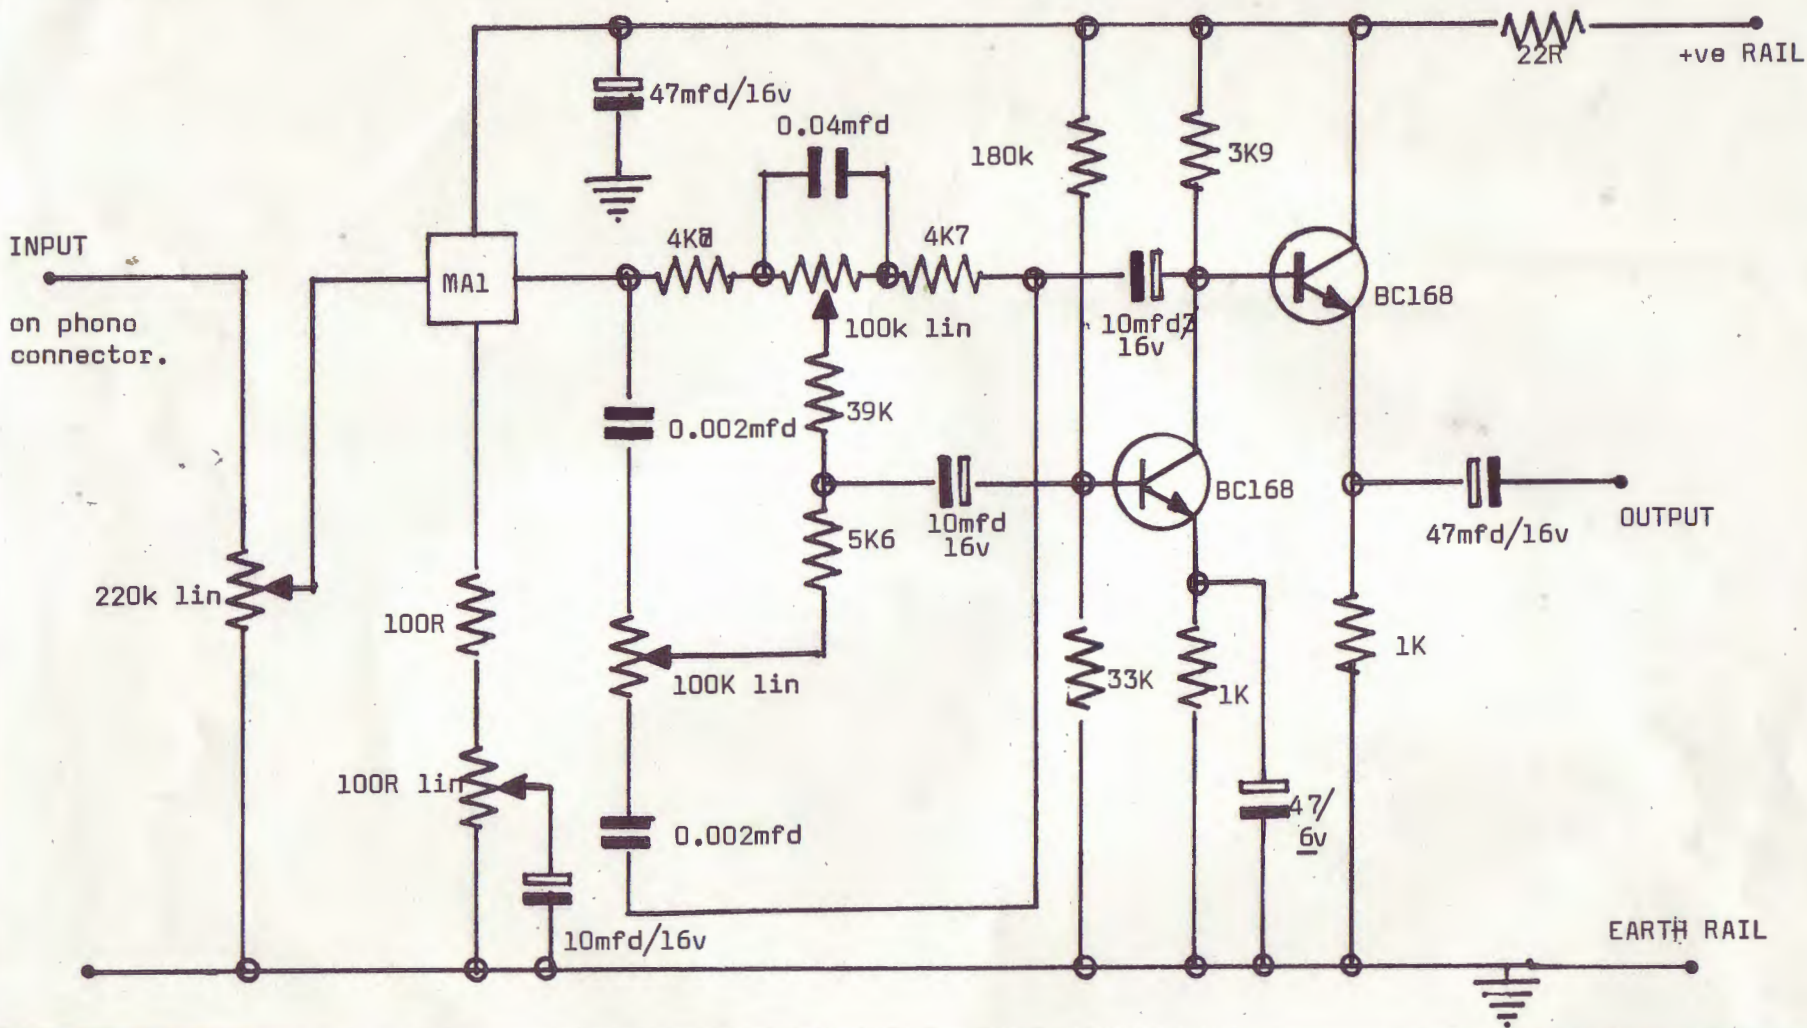 22R
+ve RAIL
47mfd/16v
0.04mfd
180k
3K9
INPUT
4K7
MA1
BC168
on phono
connector.
100k lin
10mfd/
16v
39K
0.002mfd
BC168
10mfd
16v
5K6
47mfd/16v
OUTPUT
220k lin
100R
1K
100K lin
33K
1K
100R lin
47/
6v
0.002mfd
10mfd/16v
EARTH RAIL